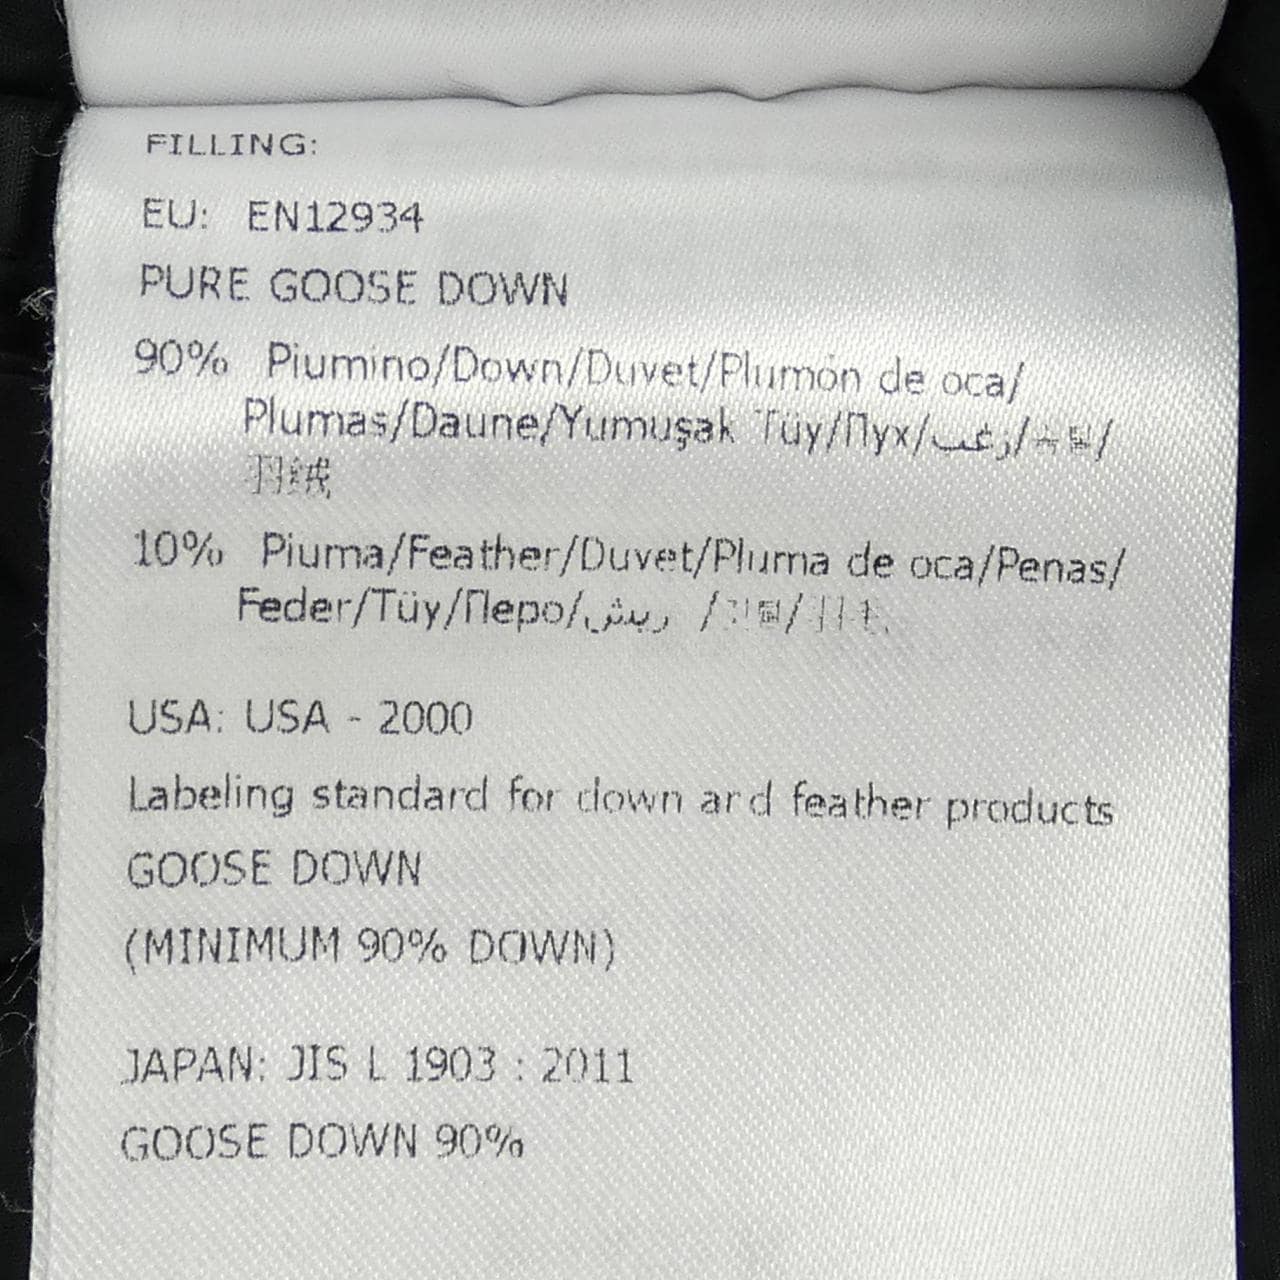 FILLING:
EU: EN12934
PURE GOOSE DOWN
90% Piumino/Down/Duvet/Plumón de oca/
Plumas/Daune/Yumuşak Tüy/Пух/زغب/
羽绒
10% Piuma/Feather/Duvet/Pluma de oca/Penas/
Feder/Tüy/Перо/ريش /
USA: USA - 2000
Labeling standard for down and feather products
GOOSE DOWN
(MINIMUM 90% DOWN)
JAPAN: JIS L 1903 : 2011
GOOSE DOWN 90%